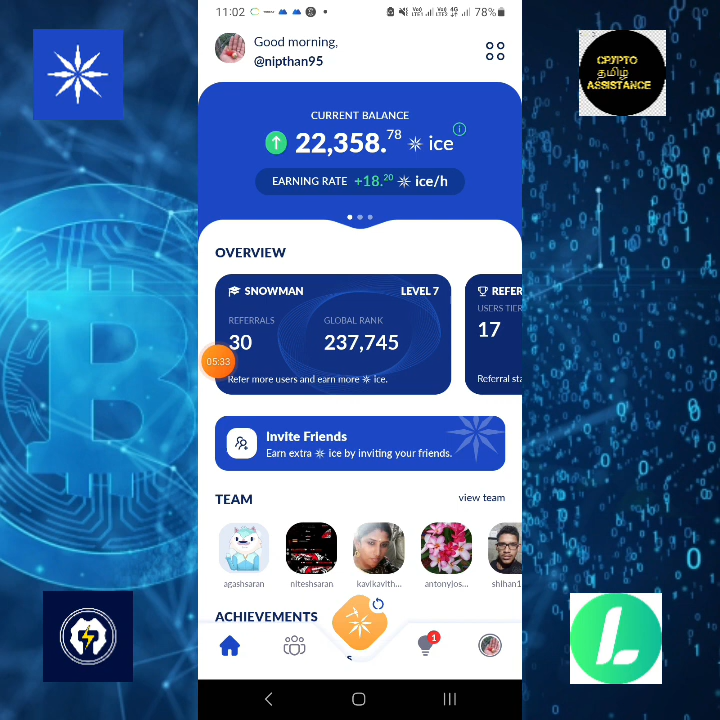 11:02
78%
Good morning,
@nipthan95
CRYPTO
தமிழ்
ASSISTANCE
CURRENT BALANCE
22,358.78 ice
EARNING RATE +18.20 ice/h
OVERVIEW
SNOWMAN LEVEL 7
REFERRALS GLOBAL RANK
30 237,745
Refer more users and earn more ice.
REFER
USERS TIER
17
Referral sta
05:33
Invite Friends
Earn extra ice by inviting your friends.
TEAM view team
agashsaran niteshsaran kavikavith... antonyjos... shihan1
ACHIEVEMENTS
1